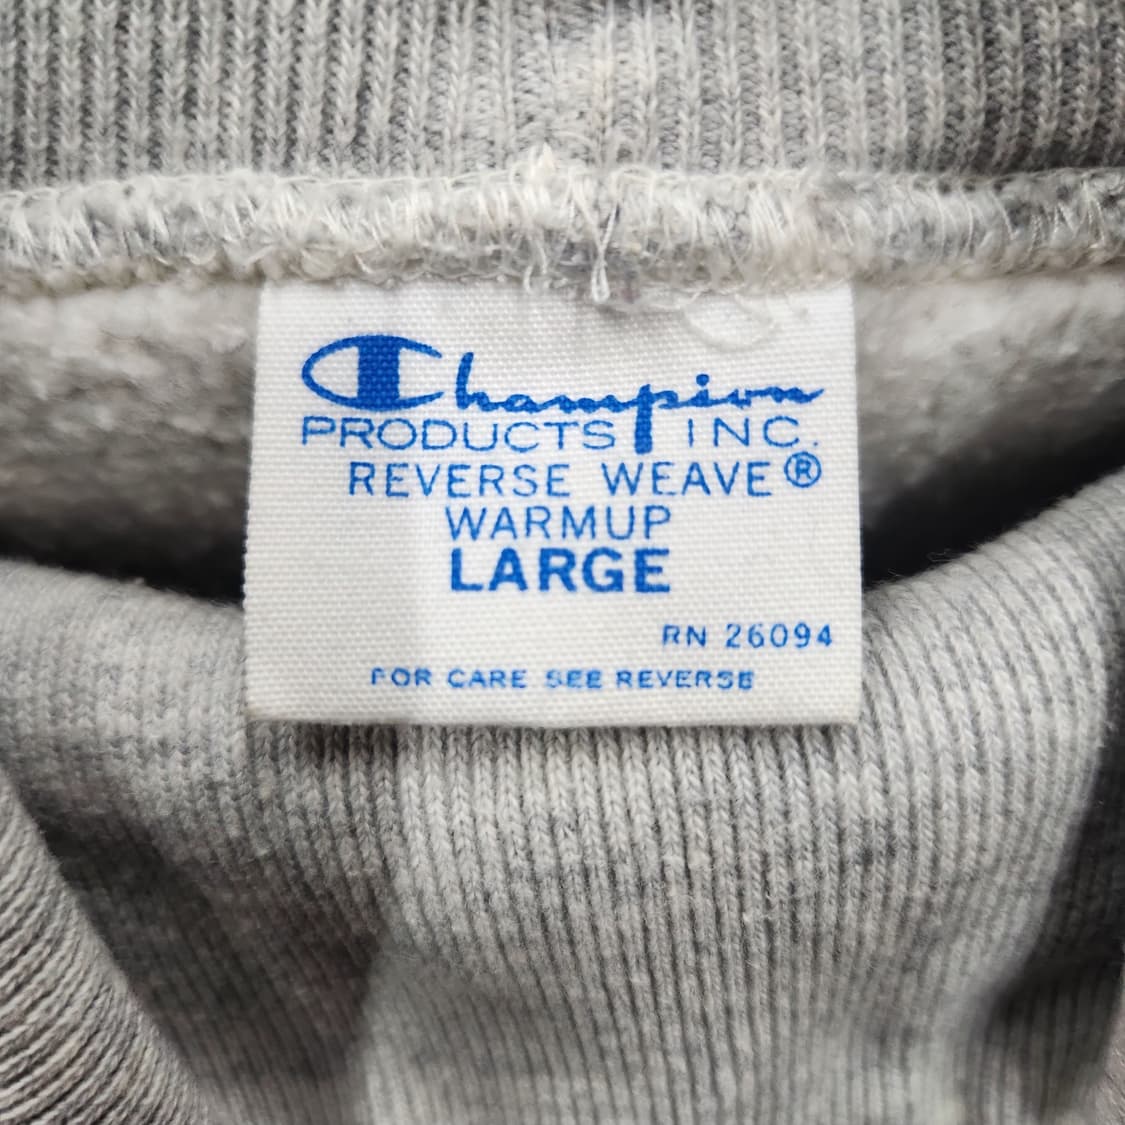 Champion
PRODUCTS INC.
REVERSE WEAVE®
WARMUP
LARGE
RN 26094
FOR CARE SEE REVERSE